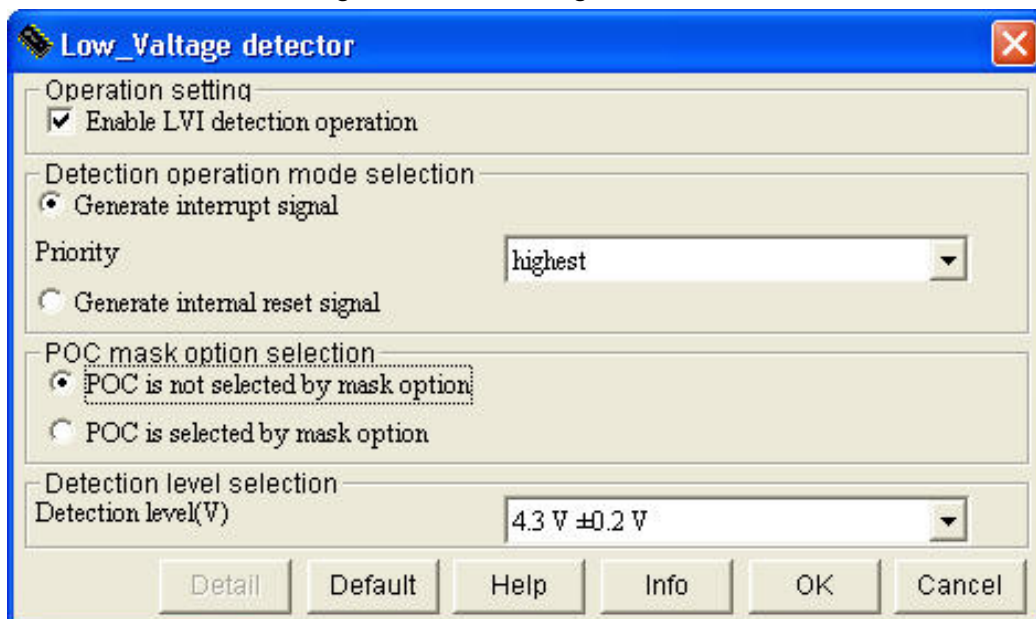 Low_Valtage detector
Operation setting
Enable LVI detection operation
Detection operation mode selection
Generate interrupt signal
Priority
highest
Generate internal reset signal
POC mask option selection
POC is not selected by mask option
POC is selected by mask option
Detection level selection
Detection level(V)
4.3 V ±0.2 V
Detail Default Help Info OK Cancel